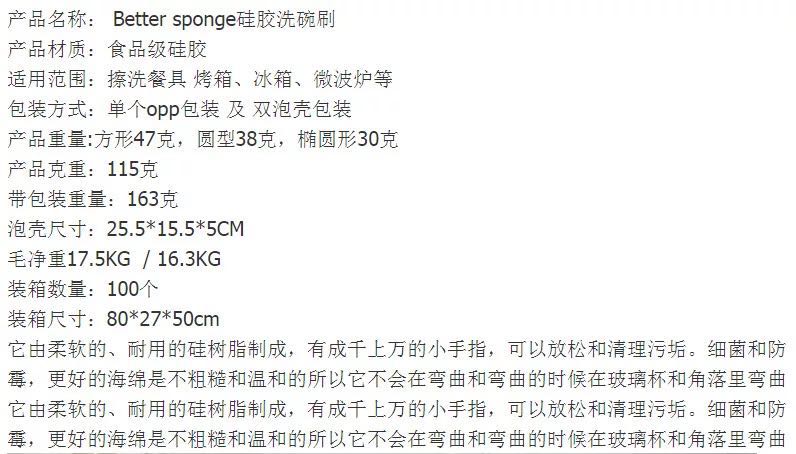 产品名称： Better sponge硅胶洗碗刷
产品材质：食品级硅胶
适用范围：擦洗餐具 烤箱、冰箱、微波炉等
包装方式：单个opp包装 及 双泡壳包装
产品重量:方形47克，圆型38克，椭圆形30克
产品克重：115克
带包装重量：163克
泡壳尺寸：25.5*15.5*5CM
毛净重17.5KG / 16.3KG
装箱数量：100个
装箱尺寸：80*27*50cm
它由柔软的、耐用的硅树脂制成，有成千上万的小手指，可以放松和清理污垢。细菌和防
霉，更好的海绵是不粗糙和温和的所以它不会在弯曲和弯曲的时候在玻璃杯和角落里弯曲
它由柔软的、耐用的硅树脂制成，有成千上万的小手指，可以放松和清理污垢。细菌和防
霉，更好的海绵是不粗糙和温和的所以它不会在弯曲和弯曲的时候在玻璃杯和角落里弯曲